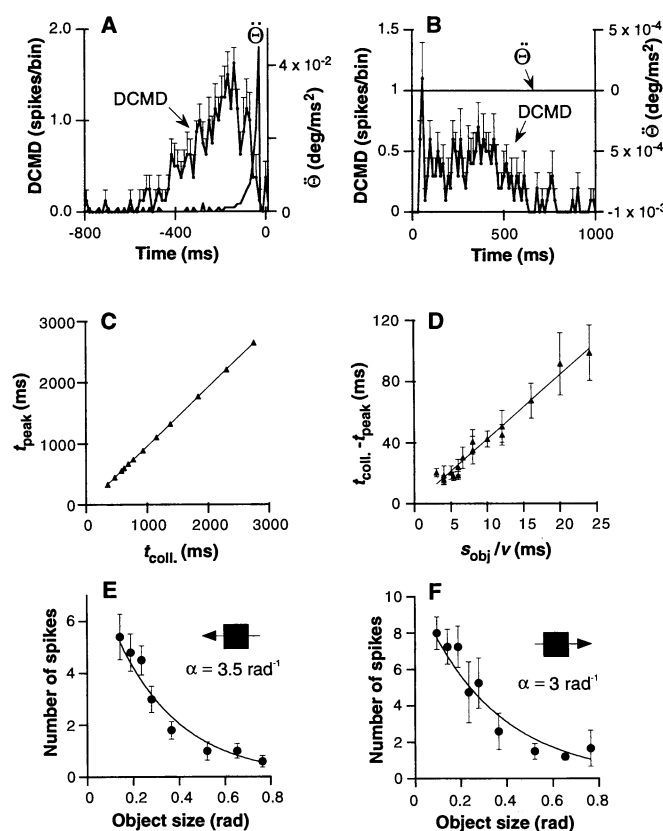 A
DCMD (spikes/bin)
2.0
1.0
0.0
-800
-400
0
Time (ms)
DCMD
Θ̈
4 x 10⁻²
0
Θ̈ (deg/ms²)
B
DCMD (spikes/bin)
1.5
1
0.5
0
0
500
1000
Time (ms)
Θ̈
DCMD
5 x 10⁻⁴
0
5 x 10⁻⁴
-1 x 10⁻³
Θ̈ (deg/ms²)
C
t peak (ms)
3000
2000
1000
0
0
1000
2000
3000
t coll. (ms)
D
t coll. - t peak (ms)
120
80
40
0
0
5
10
15
20
25
s obj /v (ms)
E
Number of spikes
6
4
2
0
0
0.2
0.4
0.6
0.8
α = 3.5 rad⁻¹
Object size (rad)
F
Number of spikes
10
8
6
4
2
0
0
0.2
0.4
0.6
0.8
α = 3 rad⁻¹
Object size (rad)